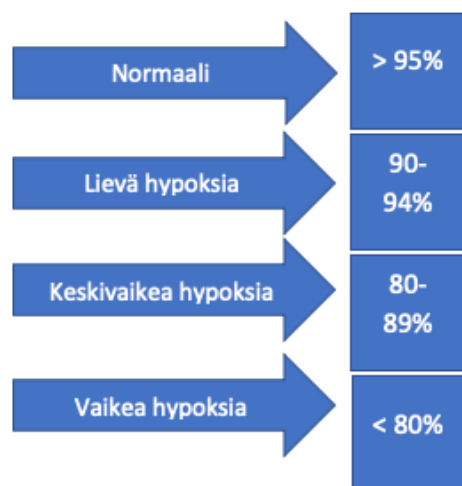 Normaali
> 95%
Lievä hypoksia
90-
94%
Keskivaikea hypoksia
80-
89%
Vaikea hypoksia
< 80%